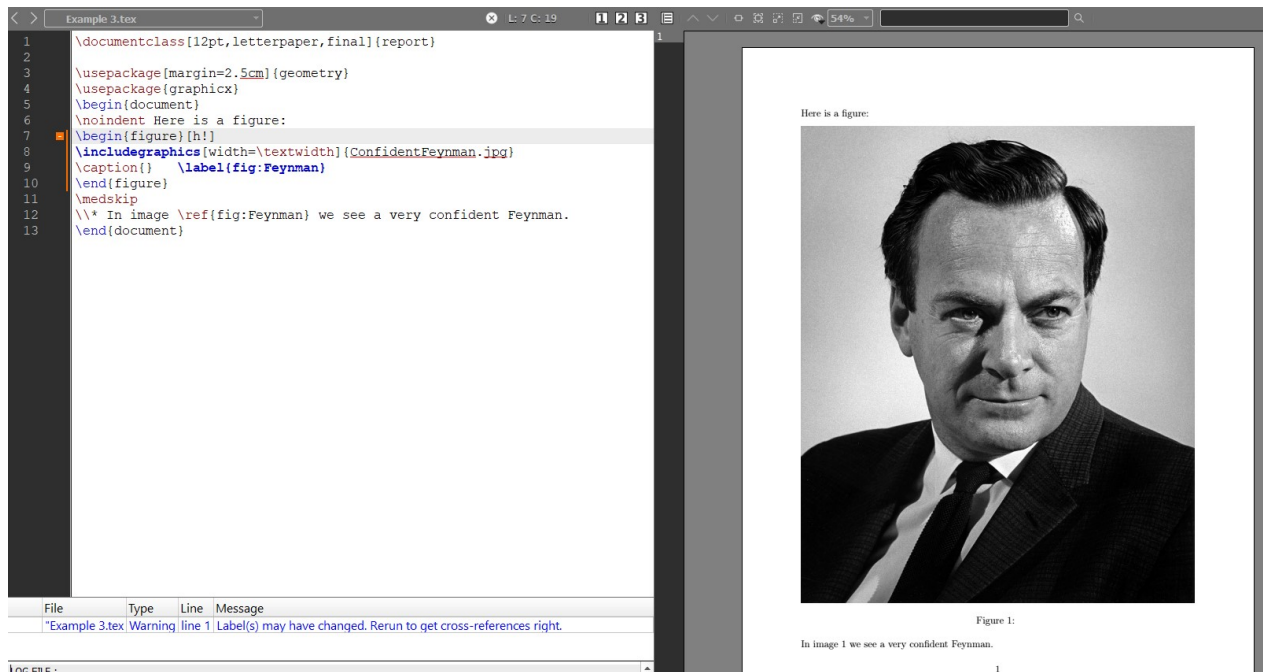 Example 3.tex
L: 7 C: 19
1 2 3
54%
1 \documentclass[12pt,letterpaper,final]{report}
2
3 \usepackage[margin=2.5cm]{geometry}
4 \usepackage{graphicx}
5 \begin{document}
6 \noindent Here is a figure:
7 \begin{figure}[h!]
8 \includegraphics[width=\textwidth]{ConfidentFeynman.jpg}
9 \caption{} \label{fig:Feynman}
10 \end{figure}
11 \medskip
12 \\* In image \ref{fig:Feynman} we see a very confident Feynman.
13 \end{document}
File Type Line Message
"Example 3.tex Warning line 1 Label(s) may have changed. Rerun to get cross-references right.
LOG FILE :
1
Here is a figure:
Figure 1:
In image 1 we see a very confident Feynman.
1